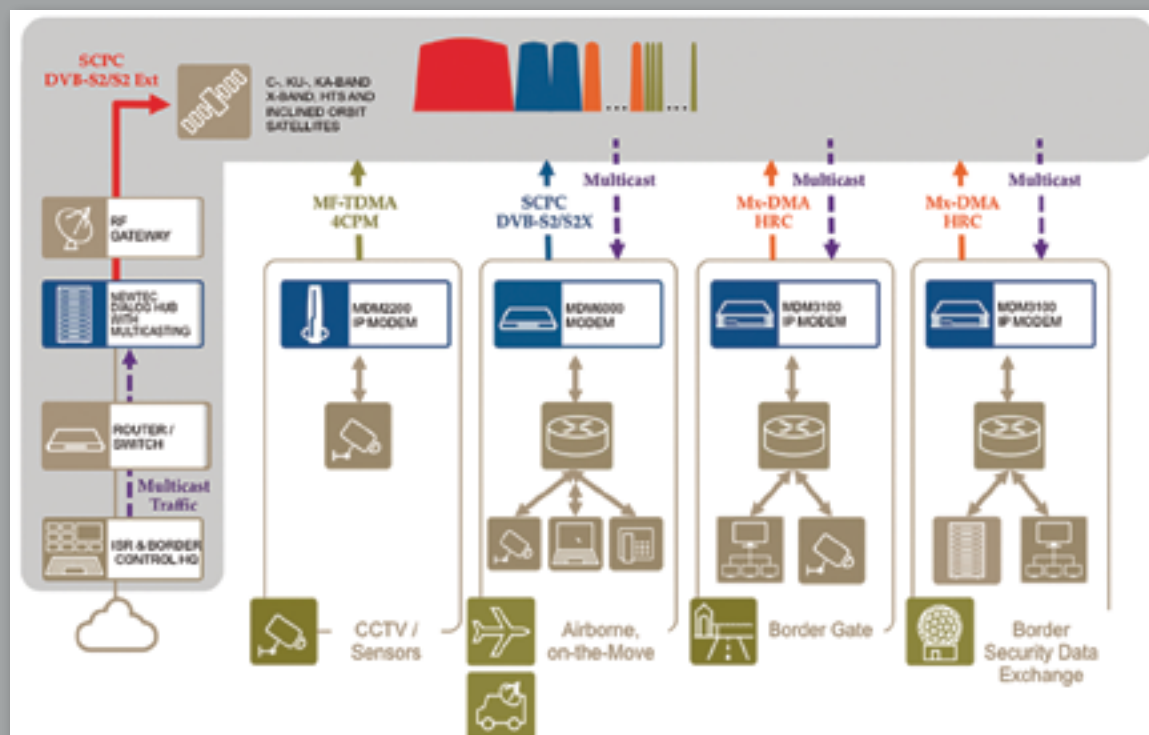 SCPC
DVB-S2/S2 Ext
C-, KU-, KA-BAND
X-BAND, HTS AND
INCLINED ORBIT
SATELLITES
...
...
MF-TDMA
4CPM
SCPC
DVB-S2/S2X
Multicast
Mx-DMA
HRC
Multicast
Mx-DMA
HRC
Multicast
RF
GATEWAY
NEWTEC
DIALOG HUB
WITH
MULTICASTING
ROUTER /
SWITCH
Multicast
Traffic
ISR & BORDER
CONTROL HQ
MDM2200
IP MODEM
MDM6000
MODEM
MDM3100
IP MODEM
MDM3100
IP MODEM
CCTV /
Sensors
Airborne,
on-the-Move
Border Gate
Border
Security Data
Exchange